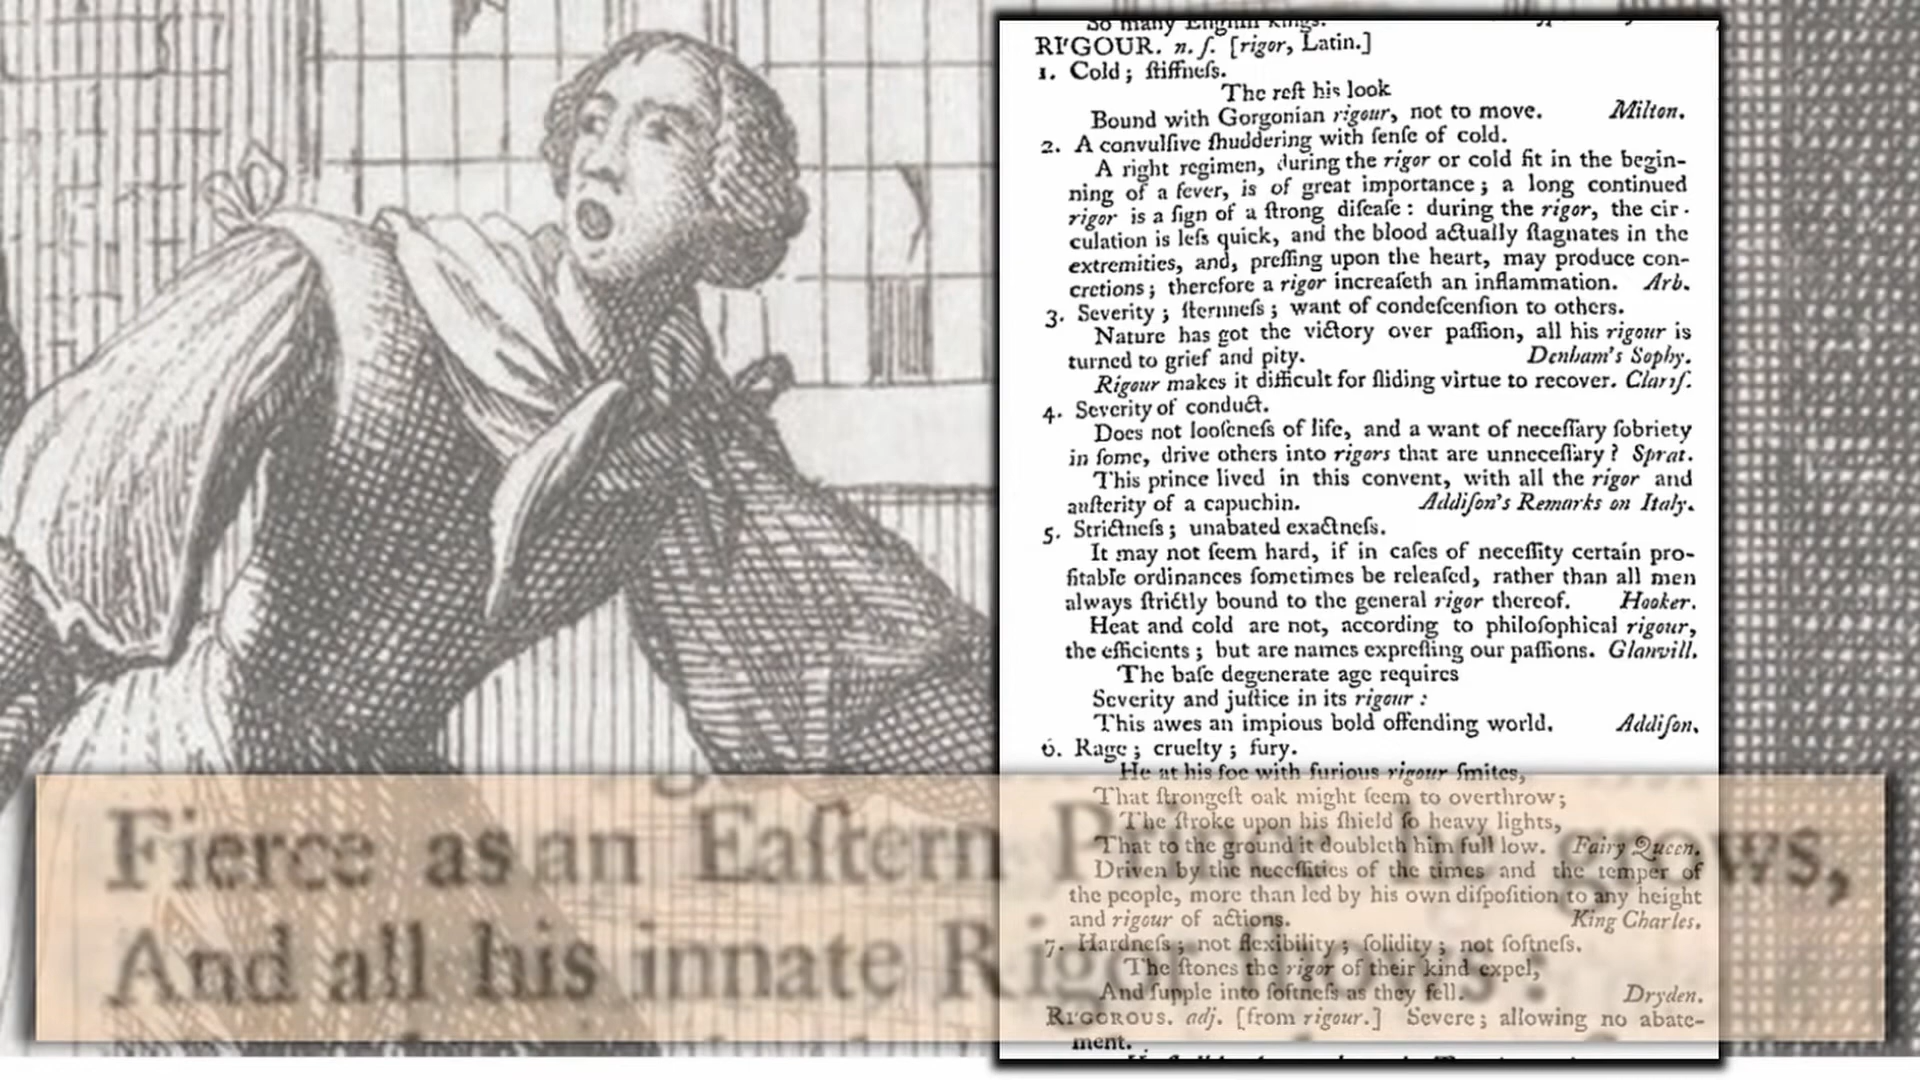 So many Engliſh kings.
RI'GOUR. n. ſ. [rigor, Latin.]
1. Cold; ſtiffneſs.
The reſt his look
Bound with Gorgonian rigour, not to move. Milton.
2. A convulſive ſhuddering with ſenſe of cold.
A right regimen, during the rigor or cold fit in the begin-
ning of a fever, is of great importance; a long continued
rigor is a ſign of a ſtrong diſeaſe: during the rigor, the cir-
culation is leſs quick, and the blood actually ſtagnates in the
extremities, and, preſſing upon the heart, may produce con-
cretions; therefore a rigor increaſeth an inflammation. Arb.
3. Severity; ſternneſs; want of condeſcenſion to others.
Nature has got the victory over paſſion, all his rigour is
turned to grief and pity. Denham's Sophy.
Rigour makes it difficult for ſliding virtue to recover. Clariſ.
4. Severity of conduct.
Does not looſeneſs of life, and a want of neceſſary ſobriety
in ſome, drive others into rigors that are unneceſſary? Sprat.
This prince lived in this convent, with all the rigor and
auſterity of a capuchin. Addiſon's Remarks on Italy.
5. Strictneſs; unabated exactneſs.
It may not ſeem hard, if in caſes of neceſſity certain pro-
fitable ordinances ſometimes be releaſed, rather than all men
always ſtrictly bound to the general rigor thereof. Hooker.
Heat and cold are not, according to philoſophical rigour,
the efficients; but are names expreſſing our paſſions. Glanvill.
The baſe degenerate age requires
Severity and juſtice in its rigour:
This awes an impious bold offending world. Addiſon.
6. Rage; cruelty; fury.
He at his foe with furious rigour ſmites,
That ſtrongeſt oak might ſeem to overthrow;
The ſtroke upon his ſhield ſo heavy lights,
That to the ground it doubleth him full low. Fairy Queen.
Driven by the neceſſities of the times and the temper of
the people, more than led by his own diſpoſition to any height
and rigour of actions. King Charles.
7. Hardneſs; not flexibility; ſolidity; not ſoftneſs.
The ſtones the rigor of their kind expel,
And ſupple into ſoftneſs as they fell. Dryden.
RI'GOROUS. adj. [from rigour.] Severe; allowing no abate-
ment.
Fierce as an Eaſtern he grows,
And all his innate Rigor